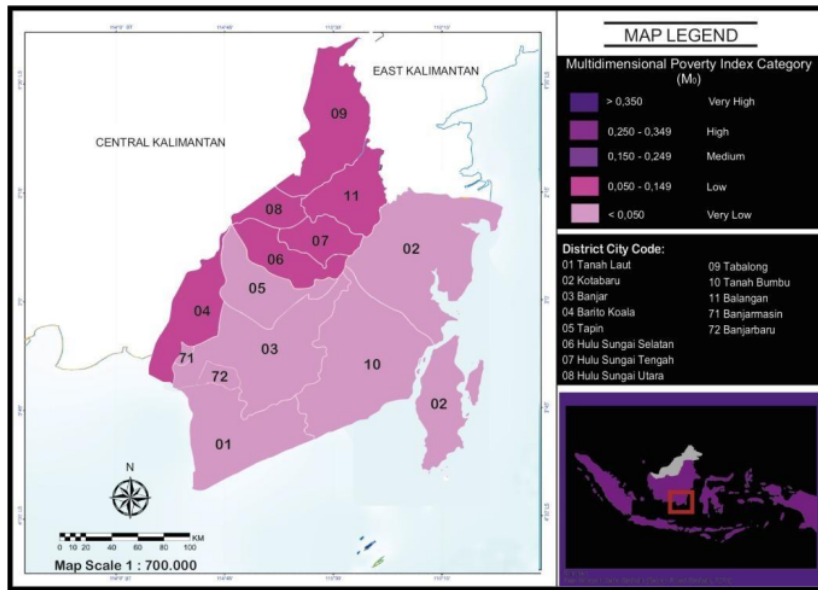 EAST KALIMANTAN
CENTRAL KALIMANTAN
09
08
11
07
06
02
05
04
03
71
72
10
02
01
N
0 10 20 40 60 80 100 KM
Map Scale 1 : 700.000
MAP LEGEND
Multidimensional Poverty Index Category
(M₀)
> 0,350 Very High
0,250 - 0,349 High
0,150 - 0,249 Medium
0,050 - 0,149 Low
< 0,050 Very Low
District City Code:
01 Tanah Laut
02 Kotabaru
03 Banjar
04 Barito Koala
05 Tapin
06 Hulu Sungai Selatan
07 Hulu Sungai Tengah
08 Hulu Sungai Utara
09 Tabalong
10 Tanah Bumbu
11 Balangan
71 Banjarmasin
72 Banjarbaru